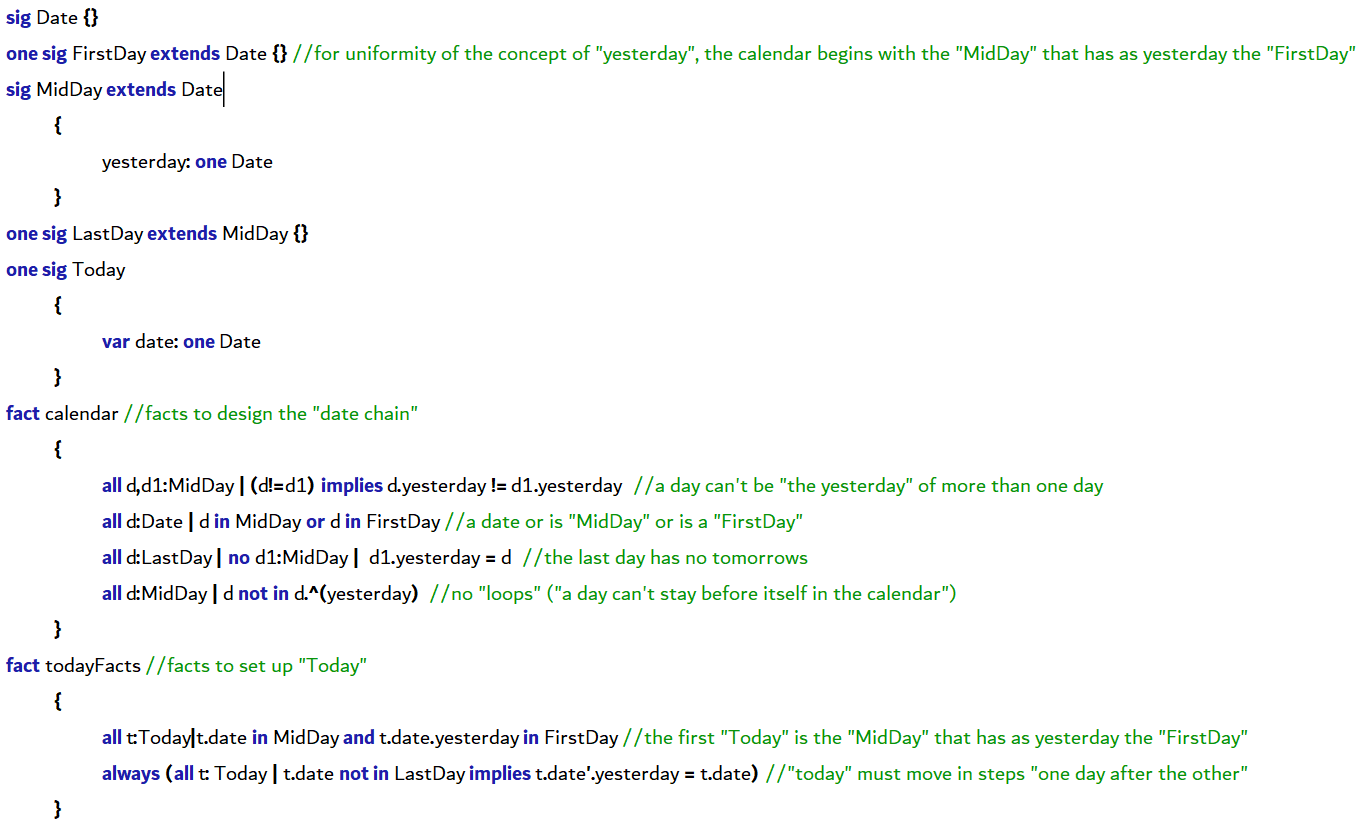 sig Date {}
one sig FirstDay extends Date {} //for uniformity of the concept of "yesterday", the calendar begins with the "MidDay" that has as yesterday the "FirstDay"
sig MidDay extends Date
{
yesterday: one Date
}
one sig LastDay extends MidDay {}
one sig Today
{
var date: one Date
}
fact calendar //facts to design the "date chain"
{
all d,d1:MidDay | (d!=d1) implies d.yesterday != d1.yesterday //a day can't be "the yesterday" of more than one day
all d:Date | d in MidDay or d in FirstDay //a date or is "MidDay" or is a "FirstDay"
all d:LastDay | no d1:MidDay | d1.yesterday = d //the last day has no tomorrows
all d:MidDay | d not in d.^(yesterday) //no "loops" ("a day can't stay before itself in the calendar")
}
fact todayFacts //facts to set up "Today"
{
all t:Today|t.date in MidDay and t.date.yesterday in FirstDay //the first "Today" is the "MidDay" that has as yesterday the "FirstDay"
always (all t: Today | t.date not in LastDay implies t.date'.yesterday = t.date) //"today" must move in steps "one day after the other"
}